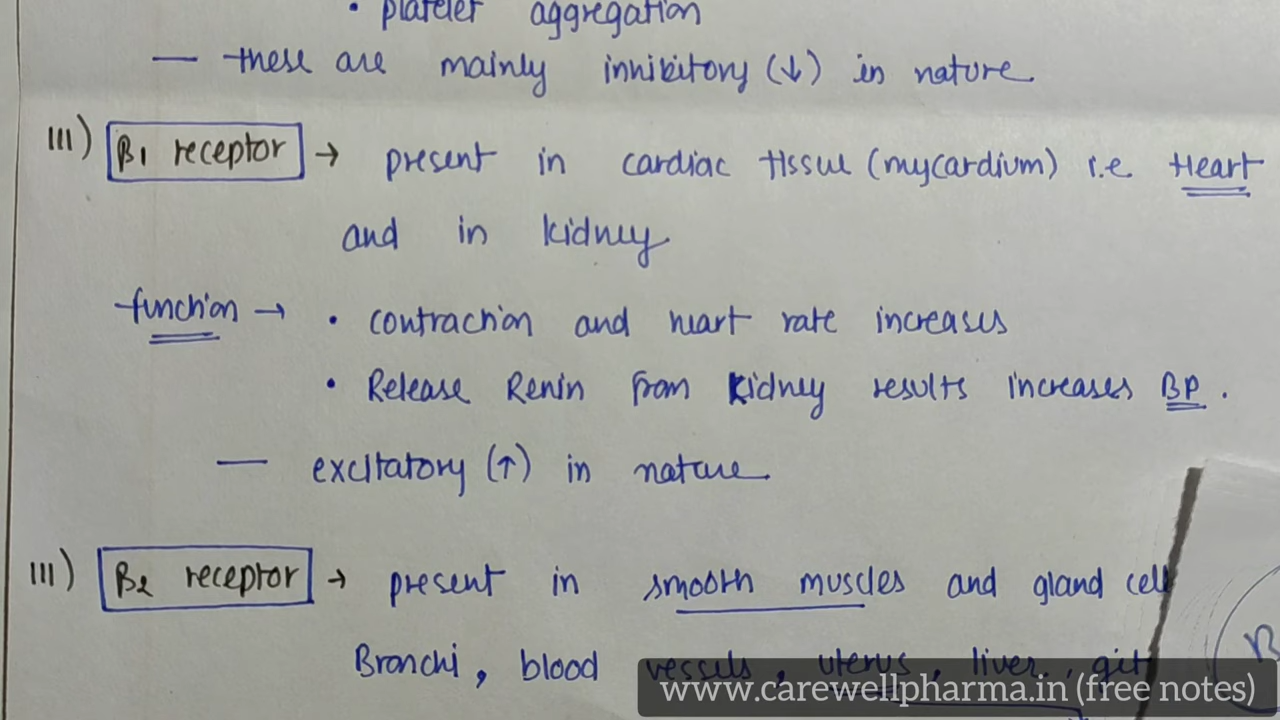 • platelet aggregation
— these are mainly inhibitory (↓) in nature
III) β1 receptor → present in cardiac tissue (mycardium) i.e Heart
and in kidney
function → • contraction and heart rate increases
• Release Renin from kidney results increases BP.
— excitatory (↑) in nature
III) β2 receptor → present in smooth muscles and gland cell
Bronchi, blood vessels, uterus, liver, git
www.carewellpharma.in (free notes)